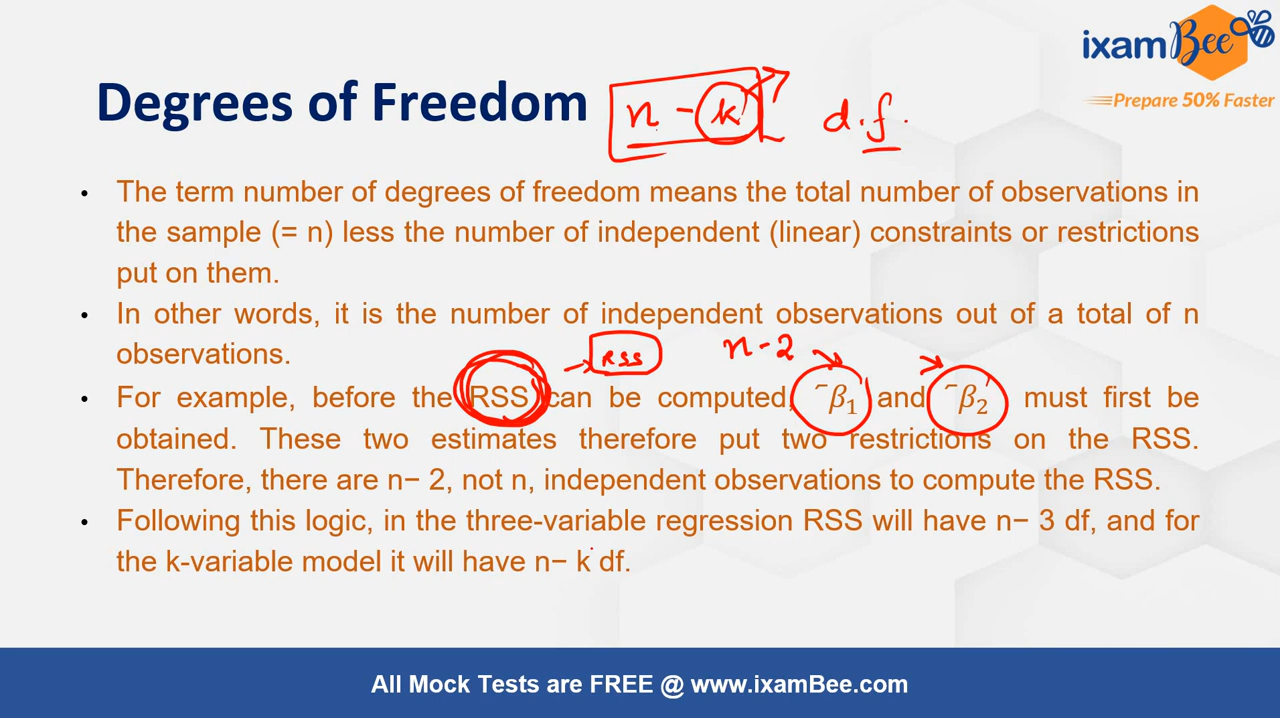 ixamBee
Prepare 50% Faster
Degrees of Freedom n - k d.f.
• The term number of degrees of freedom means the total number of observations in
the sample (= n) less the number of independent (linear) constraints or restrictions
put on them.
• In other words, it is the number of independent observations out of a total of n
observations.
RSS n-2
• For example, before the RSS can be computed, ¯β₁ and ¯β₂ must first be
obtained. These two estimates therefore put two restrictions on the RSS.
Therefore, there are n− 2, not n, independent observations to compute the RSS.
• Following this logic, in the three-variable regression RSS will have n− 3 df, and for
the k-variable model it will have n− k df.
All Mock Tests are FREE @ www.ixamBee.com